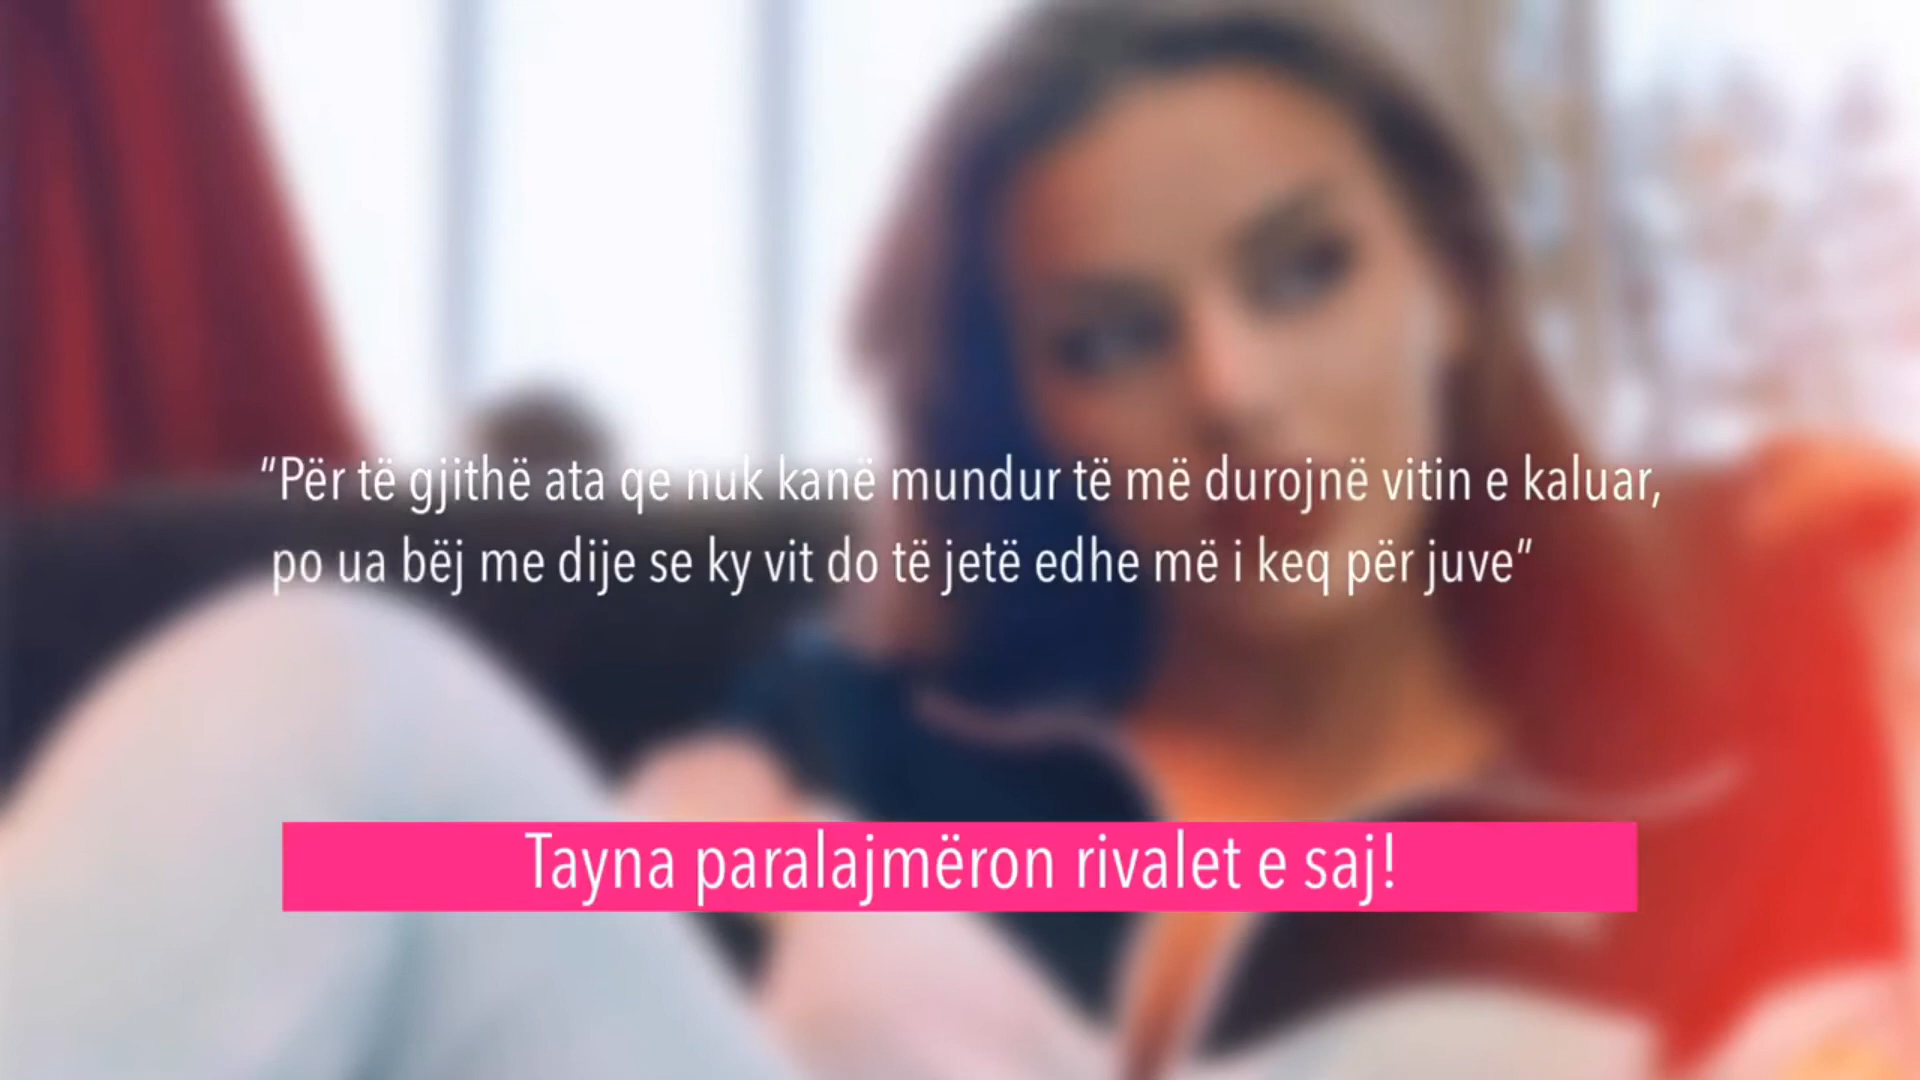 “Për të gjithë ata qe nuk kanë mundur të më durojnë vitin e kaluar,
po ua bëj me dije se ky vit do të jetë edhe më i keq për juve”
Tayna paralajmëron rivalet e saj!